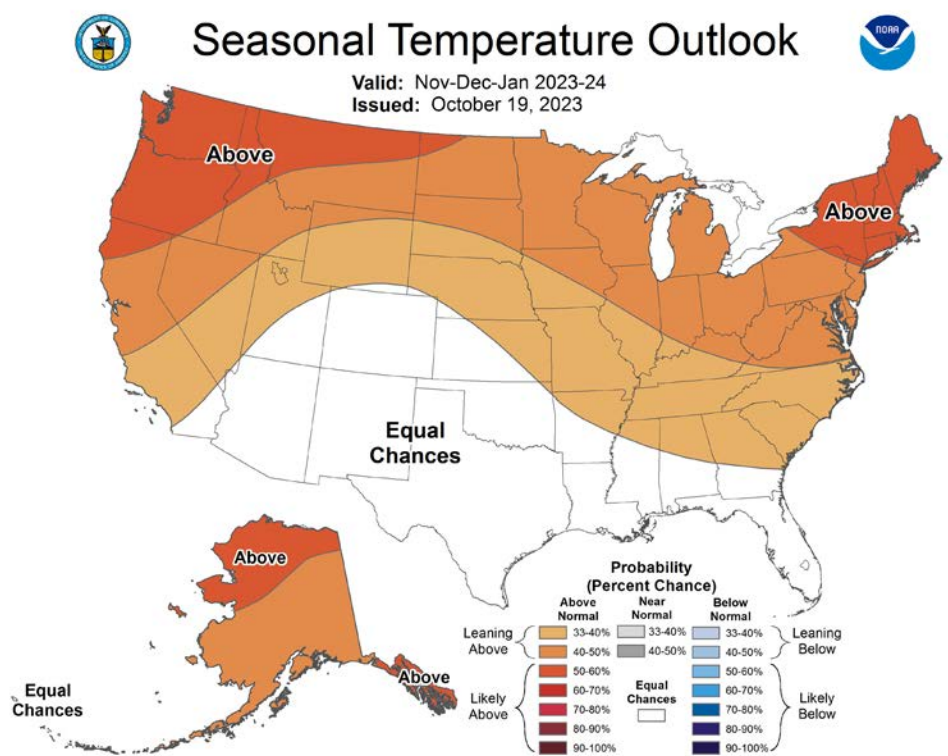 Seasonal Temperature Outlook
NOAA
Valid: Nov-Dec-Jan 2023-24
Issued: October 19, 2023
Above
Above
Equal
Chances
Above
Above
Equal
Chances
Probability
(Percent Chance)
Above
Normal
Near
Normal
Below
Normal
Leaning
Above
33-40%
40-50%
33-40%
40-50%
33-40%
40-50%
Leaning
Below
Likely
Above
50-60%
60-70%
70-80%
80-90%
90-100%
Equal
Chances
50-60%
60-70%
70-80%
80-90%
90-100%
Likely
Below